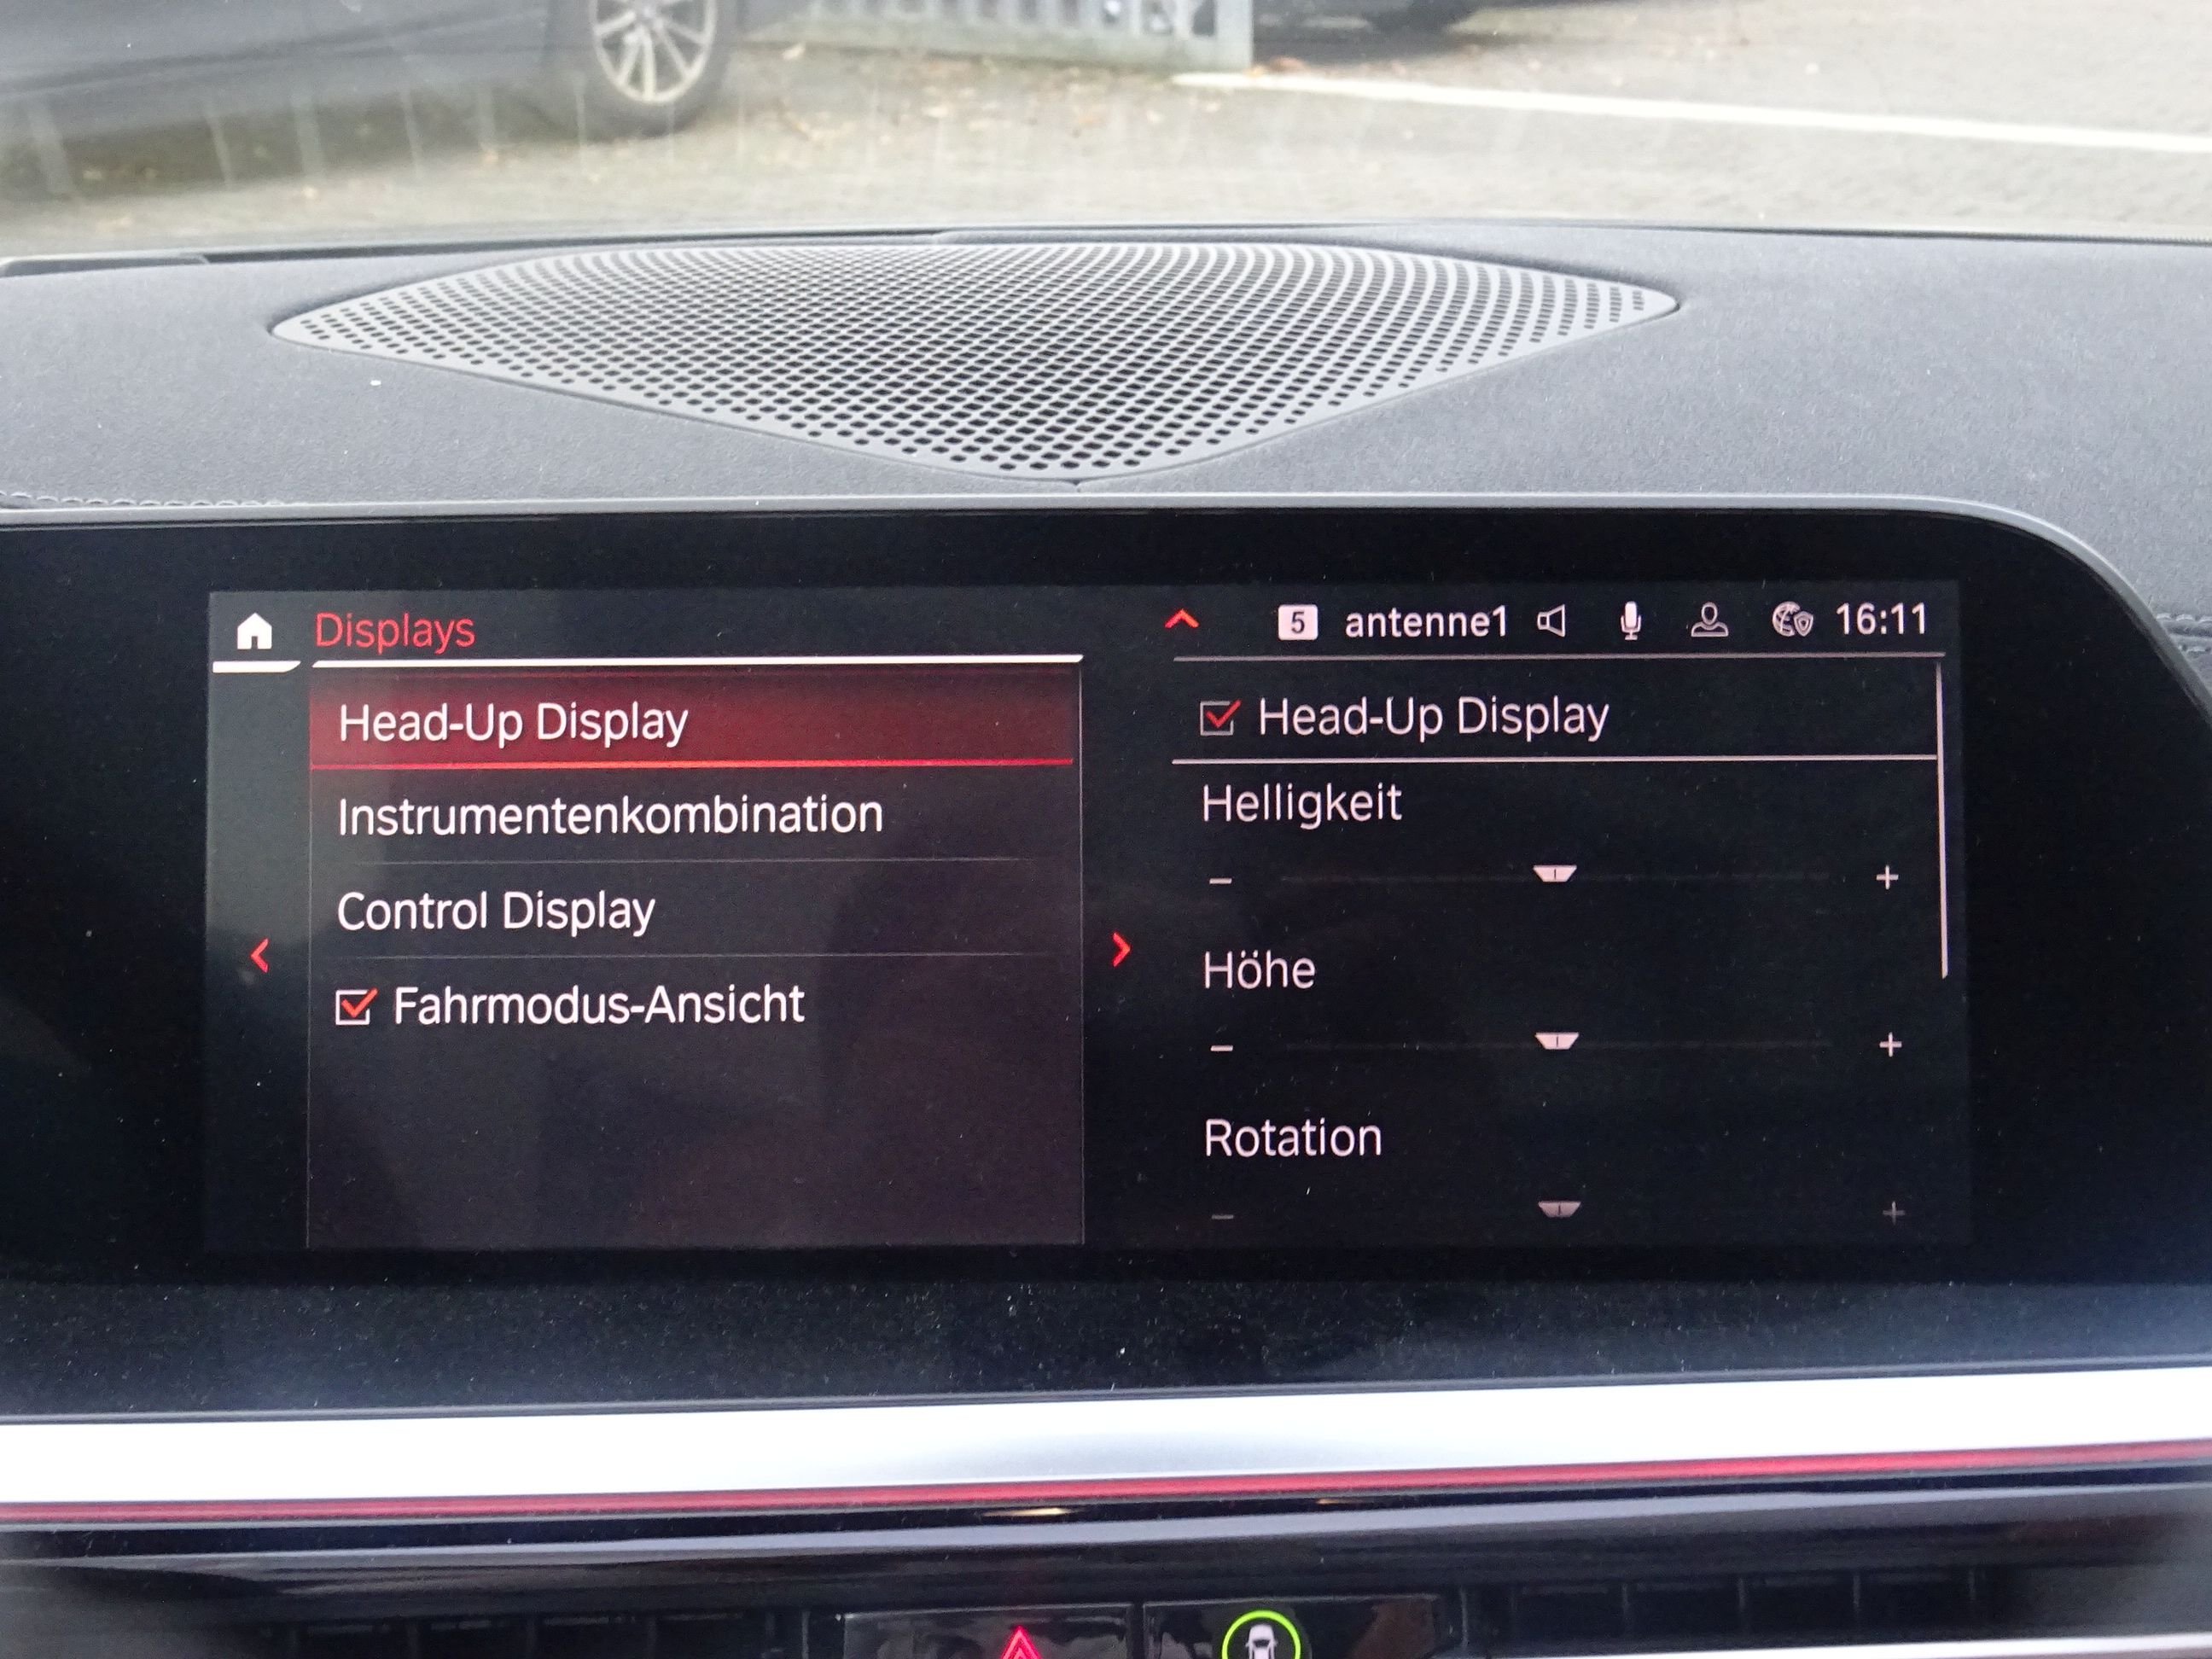 Displays
5 antenne1 16:11
Head-Up Display
Instrumentenkombination
Control Display
Fahrmodus-Ansicht
Head-Up Display
Helligkeit
- +
Höhe
- +
Rotation
- +